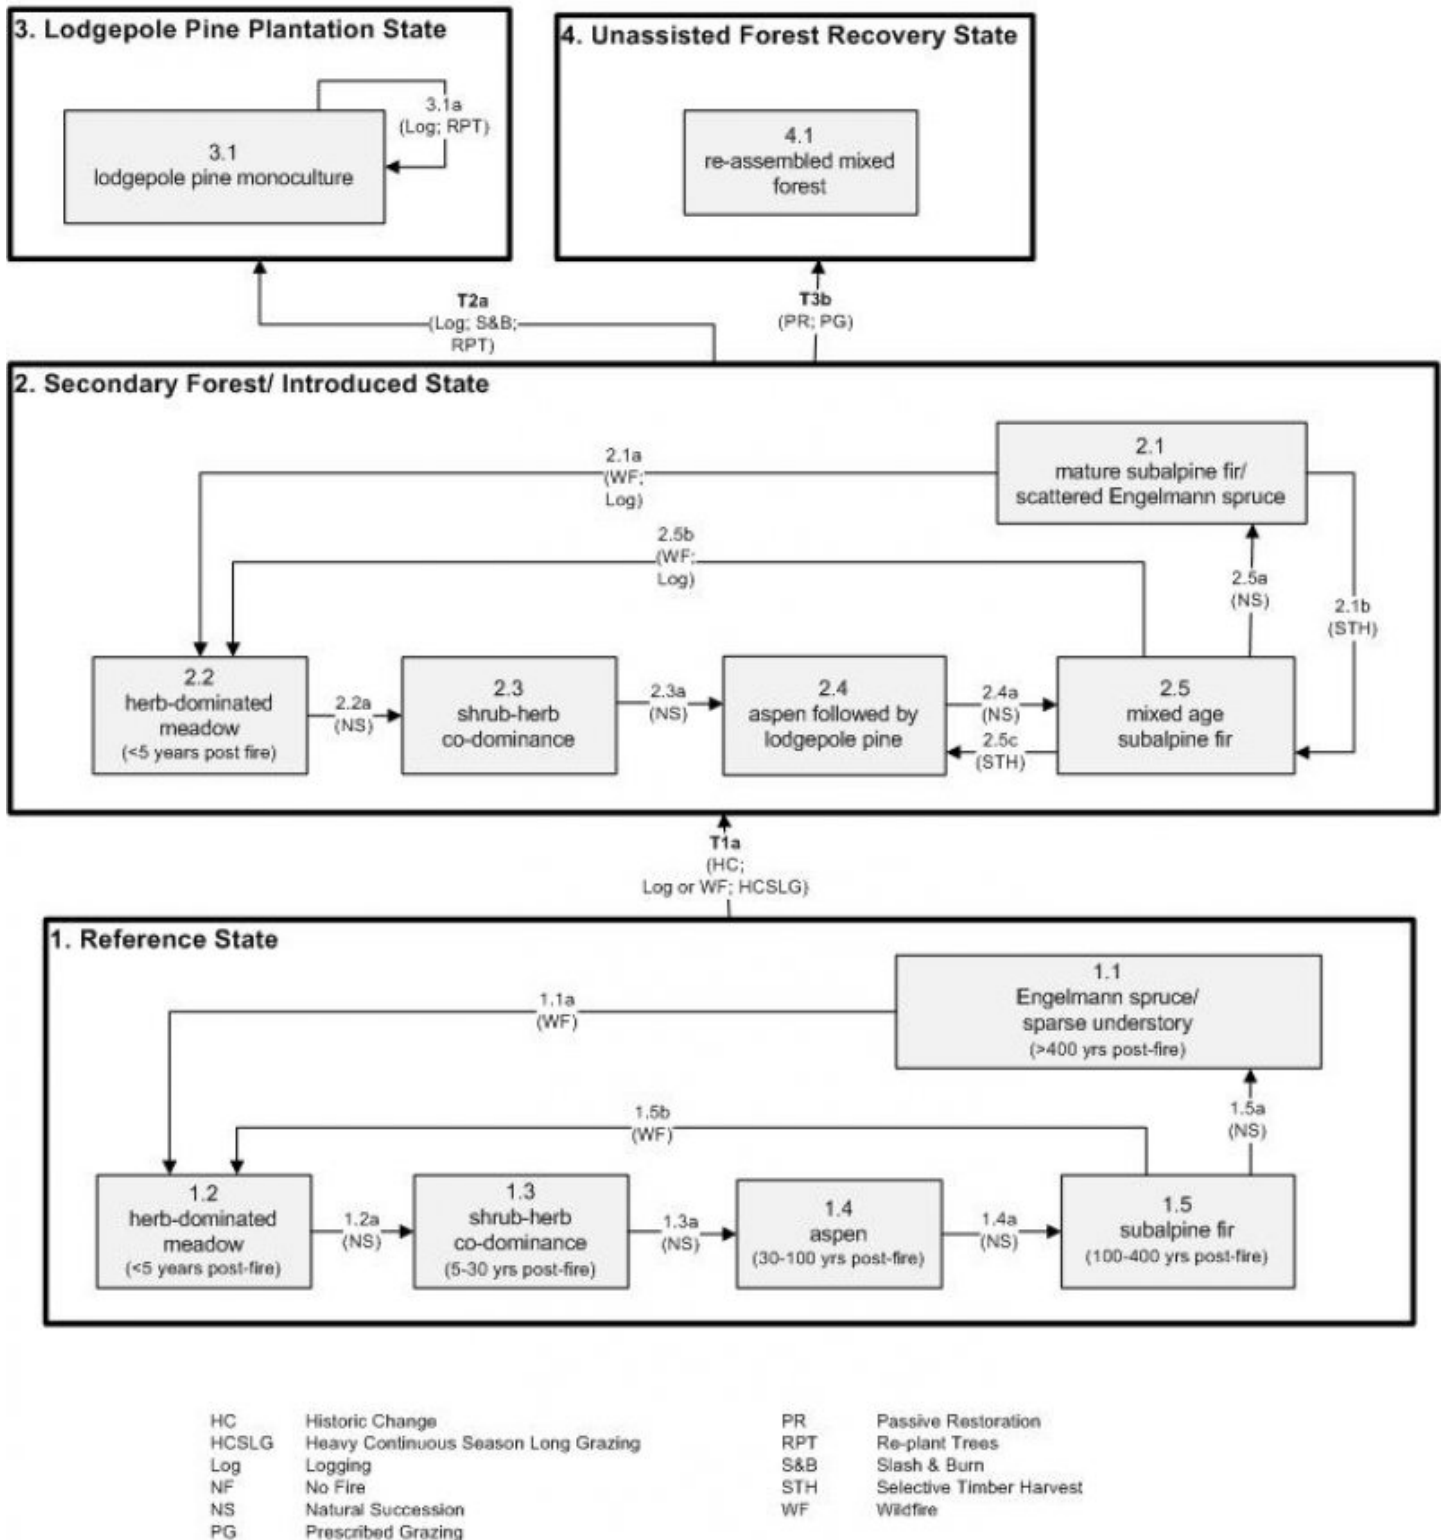 3. Lodgepole Pine Plantation State
3.1a
(Log; RPT)
3.1
lodgepole pine monoculture
4. Unassisted Forest Recovery State
4.1
re-assembled mixed
forest
T2a
(Log; S&B;
RPT)
T3b
(PR; PG)
2. Secondary Forest/ Introduced State
2.1
mature subalpine fir/
scattered Engelmann spruce
2.1a
(WF;
Log)
2.5b
(WF;
Log)
2.5a
(NS)
2.1b
(STH)
2.2
herb-dominated
meadow
(<5 years post fire)
2.2a
(NS)
2.3
shrub-herb
co-dominance
2.3a
(NS)
2.4
aspen followed by
lodgepole pine
2.4a
(NS)
2.5c
(STH)
2.5
mixed age
subalpine fir
T1a
(HC;
Log or WF; HCSLG)
1. Reference State
1.1
Engelmann spruce/
sparse understory
(>400 yrs post-fire)
1.1a
(WF)
1.5b
(WF)
1.5a
(NS)
1.2
herb-dominated
meadow
(<5 years post-fire)
1.2a
(NS)
1.3
shrub-herb
co-dominance
(5-30 yrs post-fire)
1.3a
(NS)
1.4
aspen
(30-100 yrs post-fire)
1.4a
(NS)
1.5
subalpine fir
(100-400 yrs post-fire)
HC Historic Change
HCSLG Heavy Continuous Season Long Grazing
Log Logging
NF No Fire
NS Natural Succession
PG Prescribed Grazing
PR Passive Restoration
RPT Re-plant Trees
S&B Slash & Burn
STH Selective Timber Harvest
WF Wildfire